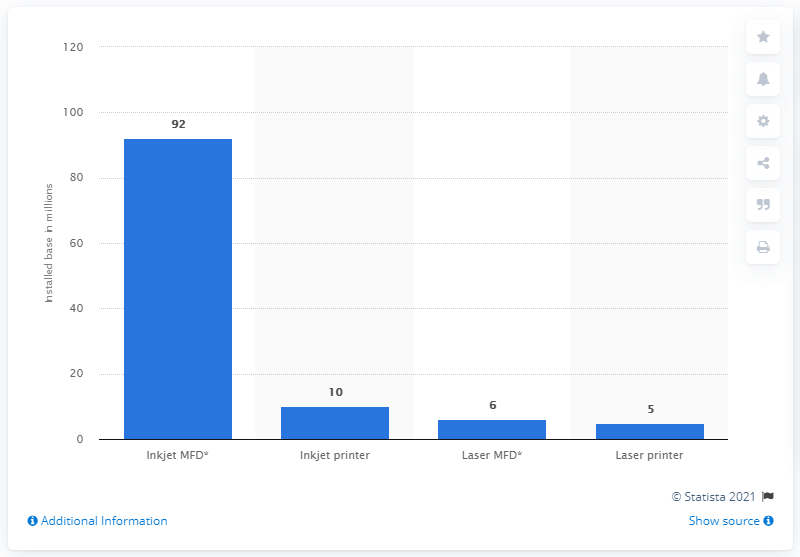 120
100
80
60
40
20
0
Installed base in millions
92
10
6
5
Inkjet MFD*
Inkjet printer
Laser MFD*
Laser printer
© Statista 2021
Additional Information
Show source